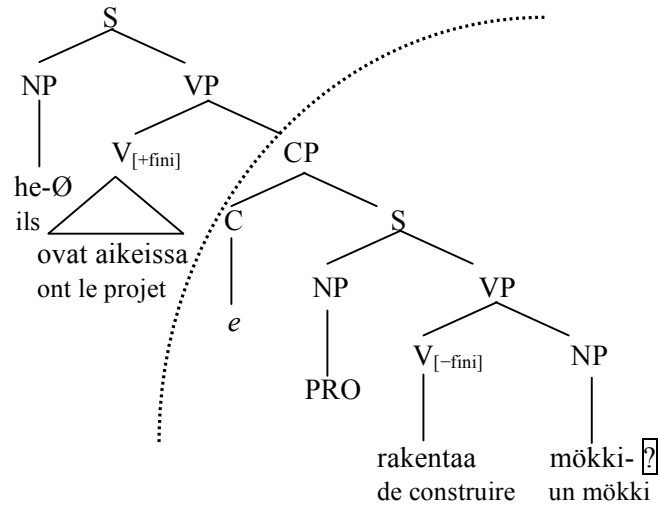 S
NP VP
V[+fini] CP
he-Ø
ils C S
ovat aikeissa
ont le projet NP VP
e
V[−fini] NP
PRO
rakentaa mökki- ?
de construire un mökki